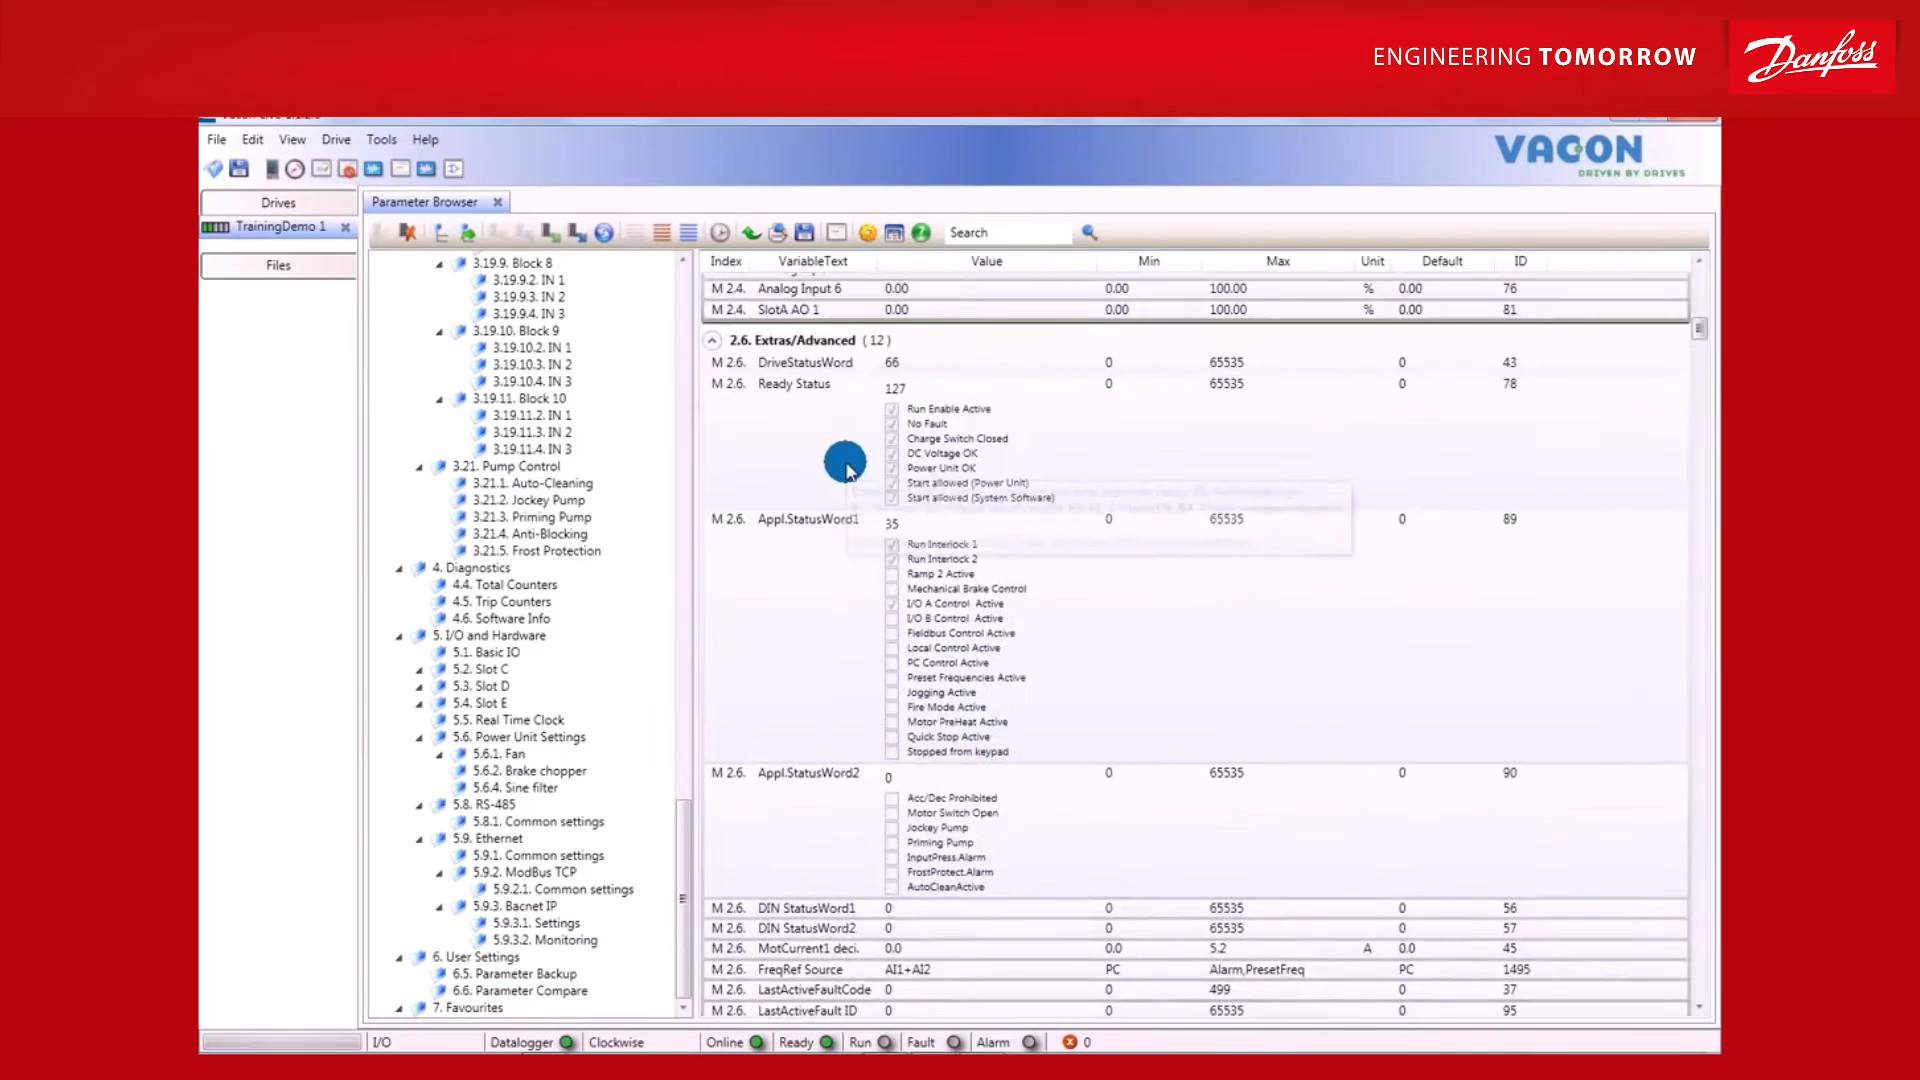 ENGINEERING TOMORROW
Danfoss
File Edit View Drive Tools Help
VACON
DRIVEN BY DRIVES
Drives
TrainingDemo 1
Files
Parameter Browser
Search
3.19.9. Block 8
3.19.9.2. IN 1
3.19.9.3. IN 2
3.19.9.4. IN 3
3.19.10. Block 9
3.19.10.2. IN 1
3.19.10.3. IN 2
3.19.10.4. IN 3
3.19.11. Block 10
3.19.11.2. IN 1
3.19.11.3. IN 2
3.19.11.4. IN 3
3.21. Pump Control
3.21.1. Auto-Cleaning
3.21.2. Jockey Pump
3.21.3. Priming Pump
3.21.4. Anti-Blocking
3.21.5. Frost Protection
4. Diagnostics
4.4. Total Counters
4.5. Trip Counters
4.6. Software Info
5. I/O and Hardware
5.1. Basic IO
5.2. Slot C
5.3. Slot D
5.4. Slot E
5.5. Real Time Clock
5.6. Power Unit Settings
5.6.1. Fan
5.6.2. Brake chopper
5.6.4. Sine filter
5.8. RS-485
5.8.1. Common settings
5.9. Ethernet
5.9.1. Common settings
5.9.2. ModBus TCP
5.9.2.1. Common settings
5.9.3. Bacnet IP
5.9.3.1. Settings
5.9.3.2. Monitoring
6. User Settings
6.5. Parameter Backup
6.6. Parameter Compare
7. Favourites
Index VariableText Value Min Max Unit Default ID
M 2.4. Analog Input 6 0.00 0.00 100.00 % 0.00 76
M 2.4. SlotA AO 1 0.00 0.00 100.00 % 0.00 81
2.6. Extras/Advanced ( 12 )
M 2.6. DriveStatusWord 66 0 65535 0 43
M 2.6. Ready Status 127 0 65535 0 78
Run Enable Active
No Fault
Charge Switch Closed
DC Voltage OK
Power Unit OK
Start allowed (Power Unit)
Start allowed (System Software)
M 2.6. Appl.StatusWord1 35 0 65535 0 89
Run Interlock 1
Run Interlock 2
Ramp 2 Active
Mechanical Brake Control
I/O A Control Active
I/O B Control Active
Fieldbus Control Active
Local Control Active
PC Control Active
Preset Frequencies Active
Jogging Active
Fire Mode Active
Motor PreHeat Active
Quick Stop Active
Stopped from keypad
M 2.6. Appl.StatusWord2 0 0 65535 0 90
Acc/Dec Prohibited
Motor Switch Open
Jockey Pump
Priming Pump
InputPress.Alarm
FrostProtect.Alarm
AutoCleanActive
M 2.6. DIN StatusWord1 0 0 65535 0 56
M 2.6. DIN StatusWord2 0 0 65535 0 57
M 2.6. MotCurrent1 deci. 0.0 0.0 5.2 A 0.0 45
M 2.6. FreqRef Source AI1+AI2 PC Alarm,PresetFreq PC 1495
M 2.6. LastActiveFaultCode 0 0 499 0 37
M 2.6. LastActiveFault ID 0 0 65535 0 95
I/O Datalogger Clockwise Online Ready Run Fault Alarm 0